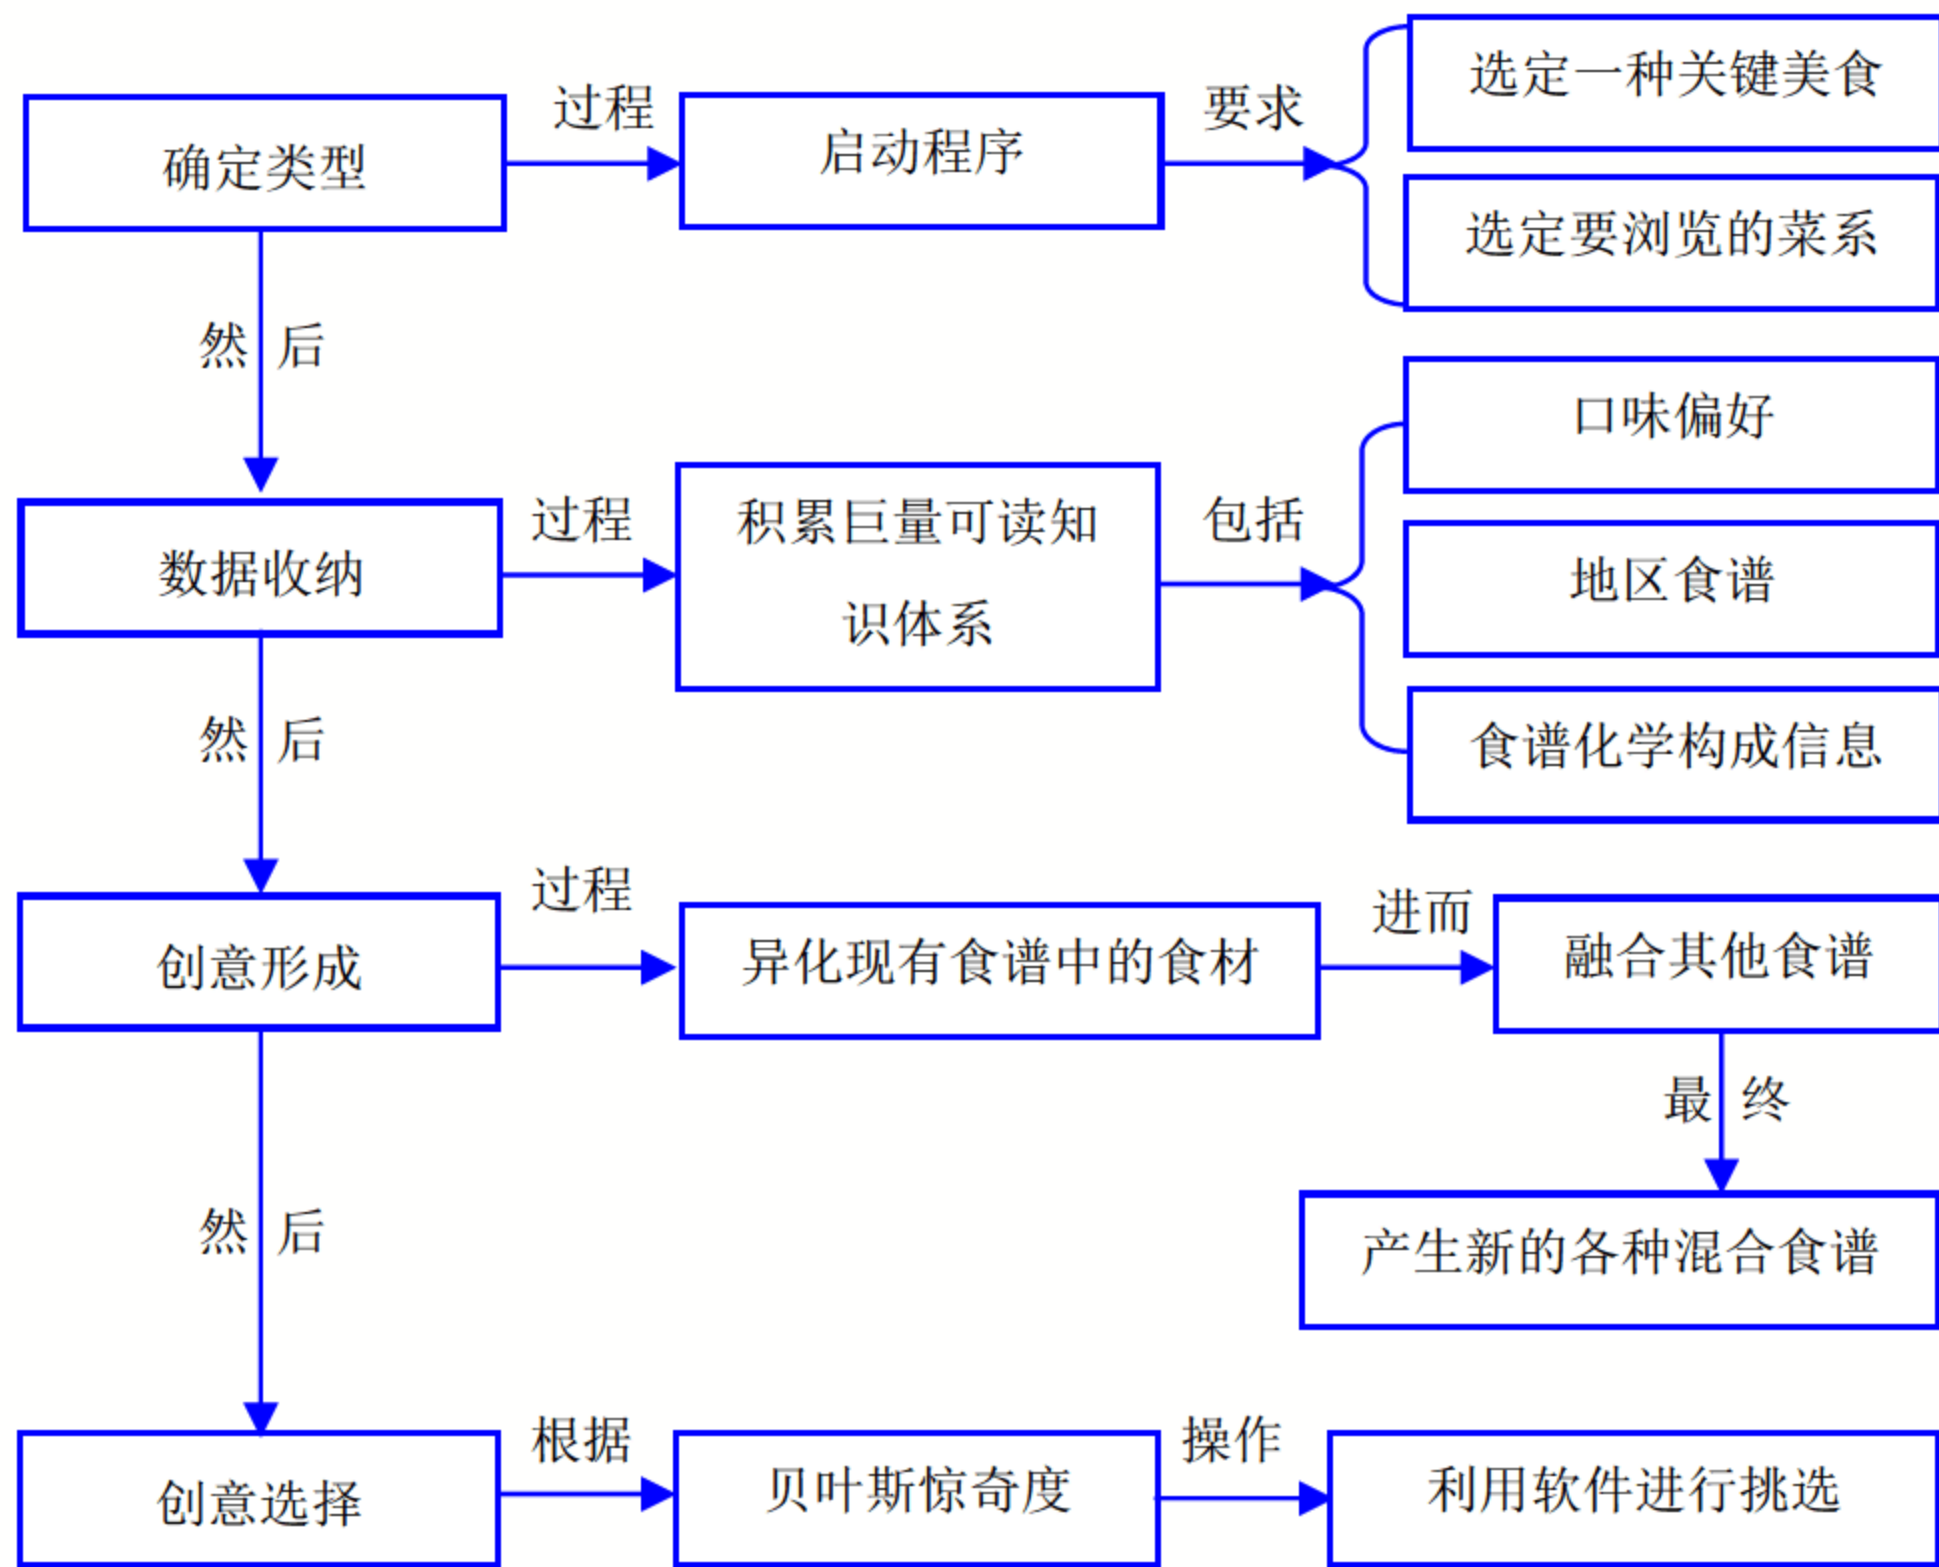 确定类型
过程
启动程序
要求
选定一种关键美食
选定要浏览的菜系
然后
数据收纳
过程
积累巨量可读知
识体系
包括
口味偏好
地区食谱
食谱化学构成信息
然后
创意形成
过程
异化现有食谱中的食材
进而
融合其他食谱
最终
产生新的各种混合食谱
然后
创意选择
根据
贝叶斯惊奇度
操作
利用软件进行挑选